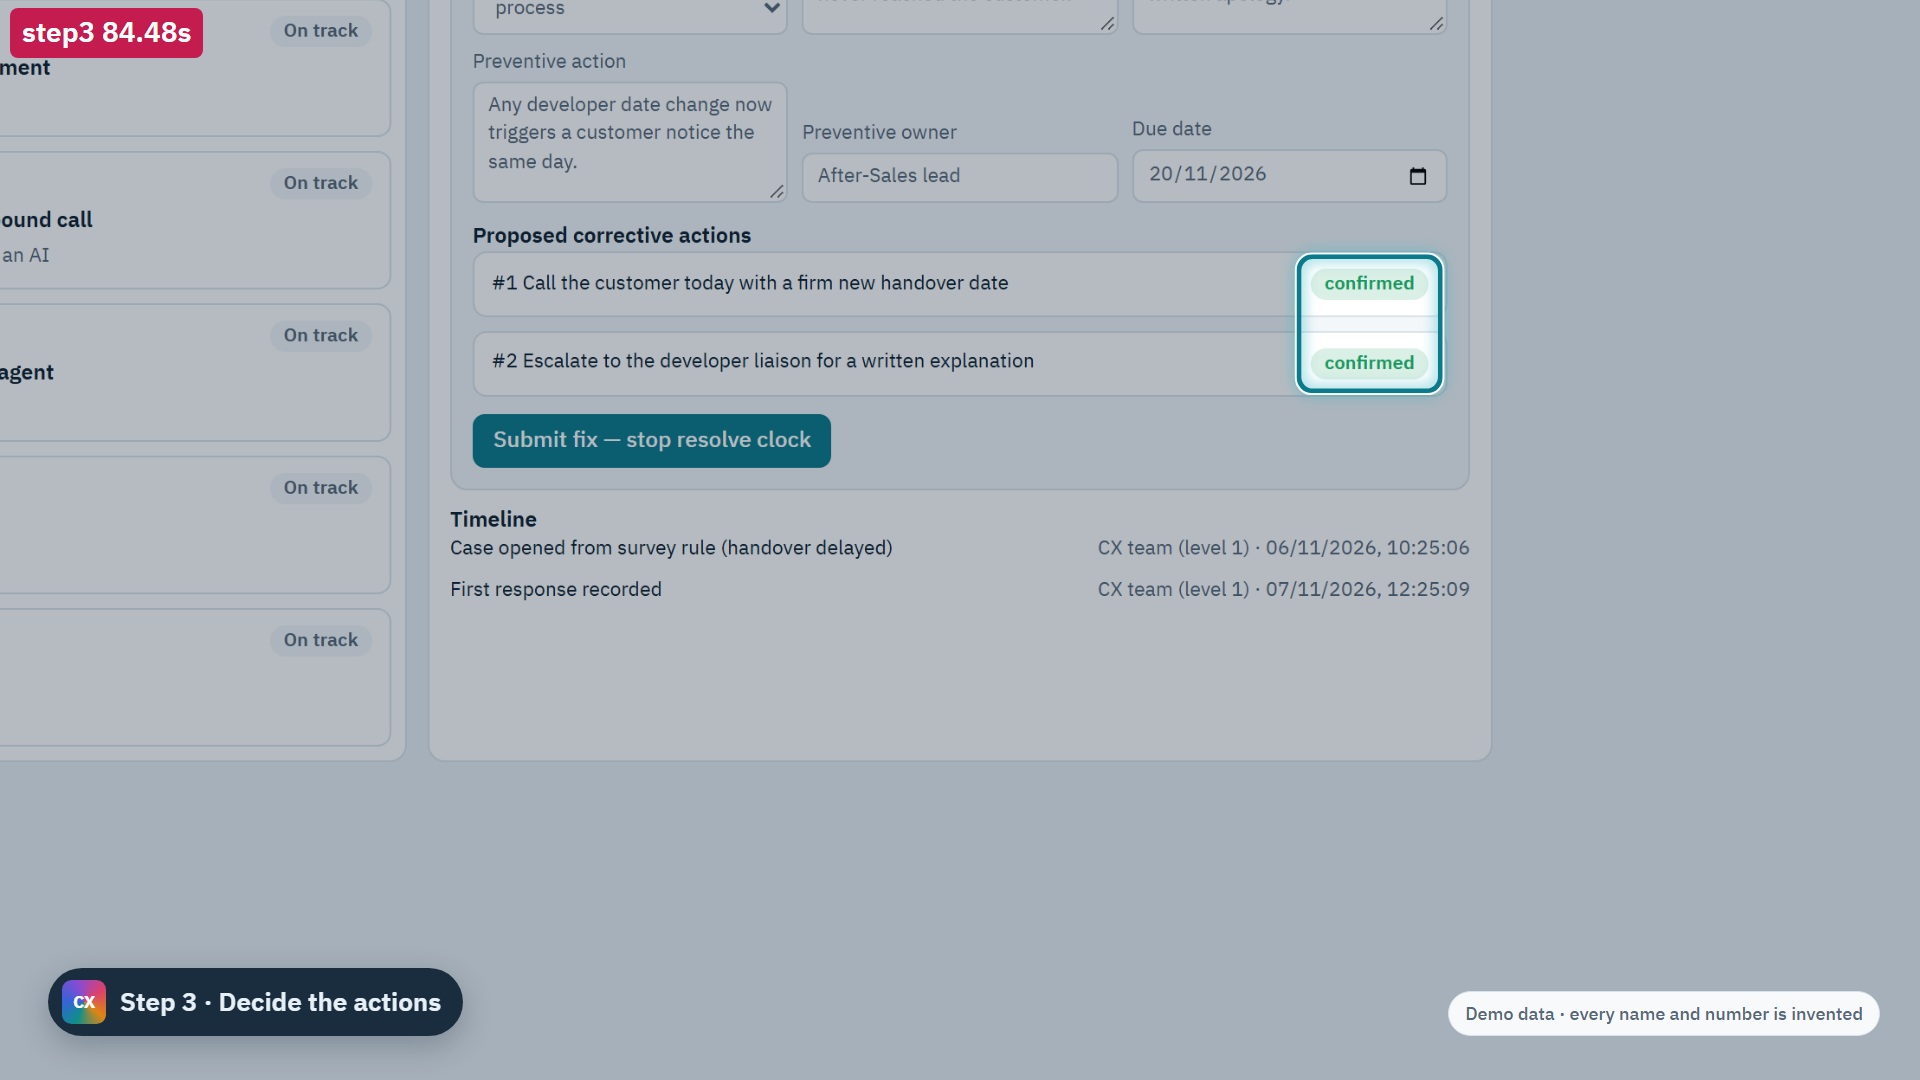 step3 84.48s
On track
ment
On track
ound call
an AI
On track
agent
On track
On track
process
Preventive action
Any developer date change now
triggers a customer notice the
same day.
Preventive owner
After-Sales lead
Due date
20/11/2026
Proposed corrective actions
#1 Call the customer today with a firm new handover date
confirmed
#2 Escalate to the developer liaison for a written explanation
confirmed
Submit fix — stop resolve clock
Timeline
Case opened from survey rule (handover delayed)
CX team (level 1) · 06/11/2026, 10:25:06
First response recorded
CX team (level 1) · 07/11/2026, 12:25:09
CX
Step 3 · Decide the actions
Demo data · every name and number is invented